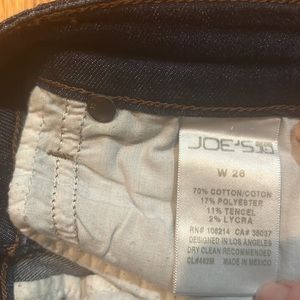 JOE'S
W 28
70% COTTON/COTON
17% POLYESTER
11% TENCEL
2% LYCRA
RN# 108214 CA# 38037
DESIGNED IN LOS ANGELES
DRY CLEAN RECOMMENDED
MADE IN MEXICO